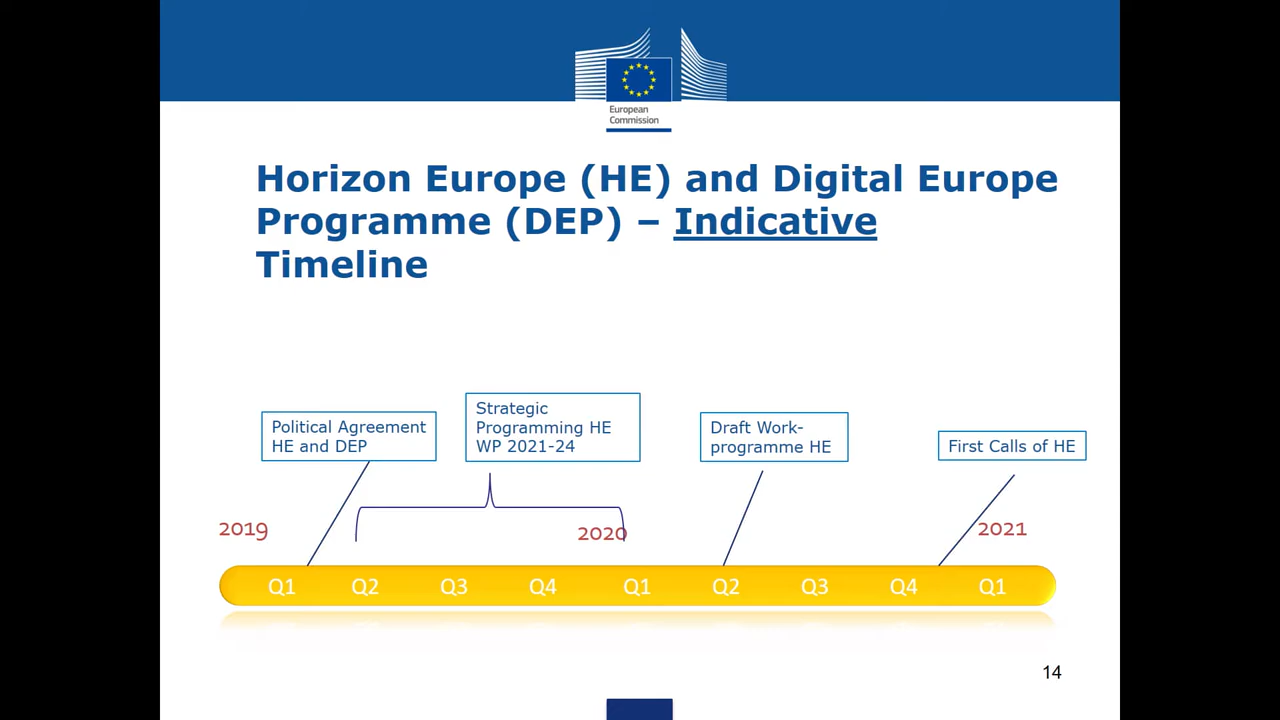 European
Commission
Horizon Europe (HE) and Digital Europe
Programme (DEP) – Indicative
Timeline
Political Agreement
HE and DEP
Strategic
Programming HE
WP 2021-24
Draft Work-
programme HE
First Calls of HE
2019
2020
2021
Q1 Q2 Q3 Q4 Q1 Q2 Q3 Q4 Q1
14